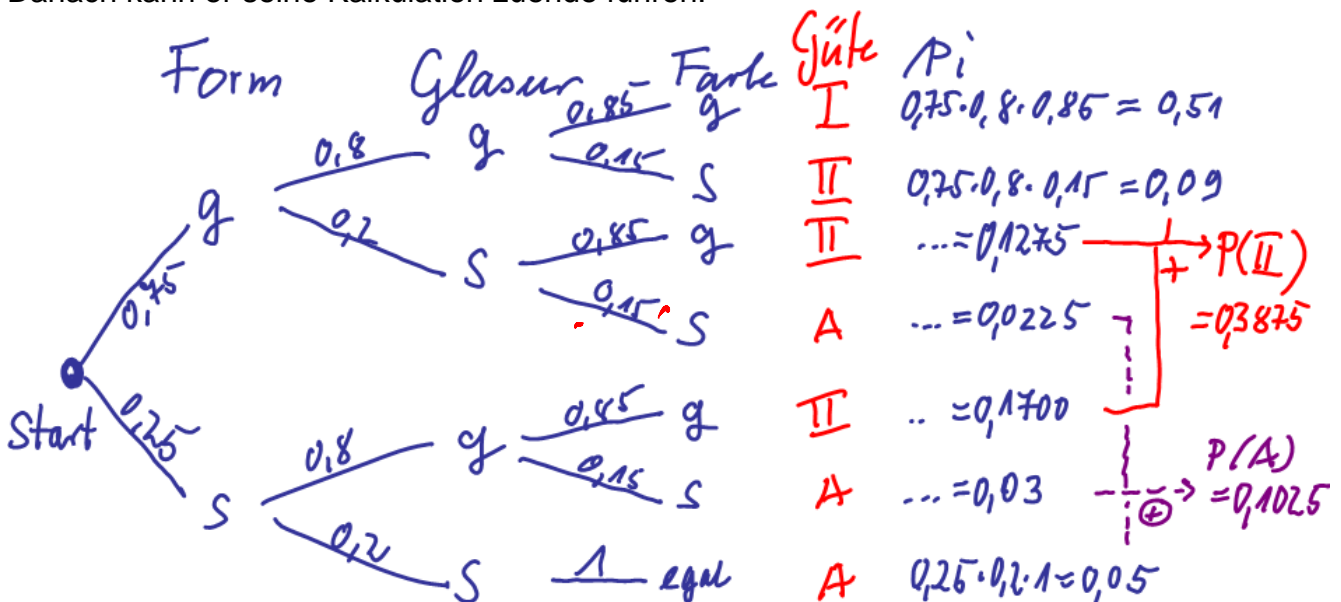 Danach kann er seine Kalkulation zuende führen.
Form Glasur Farbe Güte Pi
0,8 g 0,85 g I 0,75·0,8·0,85 = 0,51
0,15 S II 0,75·0,8·0,15 = 0,09
g 0,2 S 0,85 g II ...=0,1275 + P(II)
0,75 0,15 S A ...=0,0225 =0,3875
Start
0,25 0,8 g 0,85 g II ..=0,1700
S 0,15 S A ...=0,03 + P(A) =0,1025
0,2 S 1 egal A 0,25·0,2·1=0,05